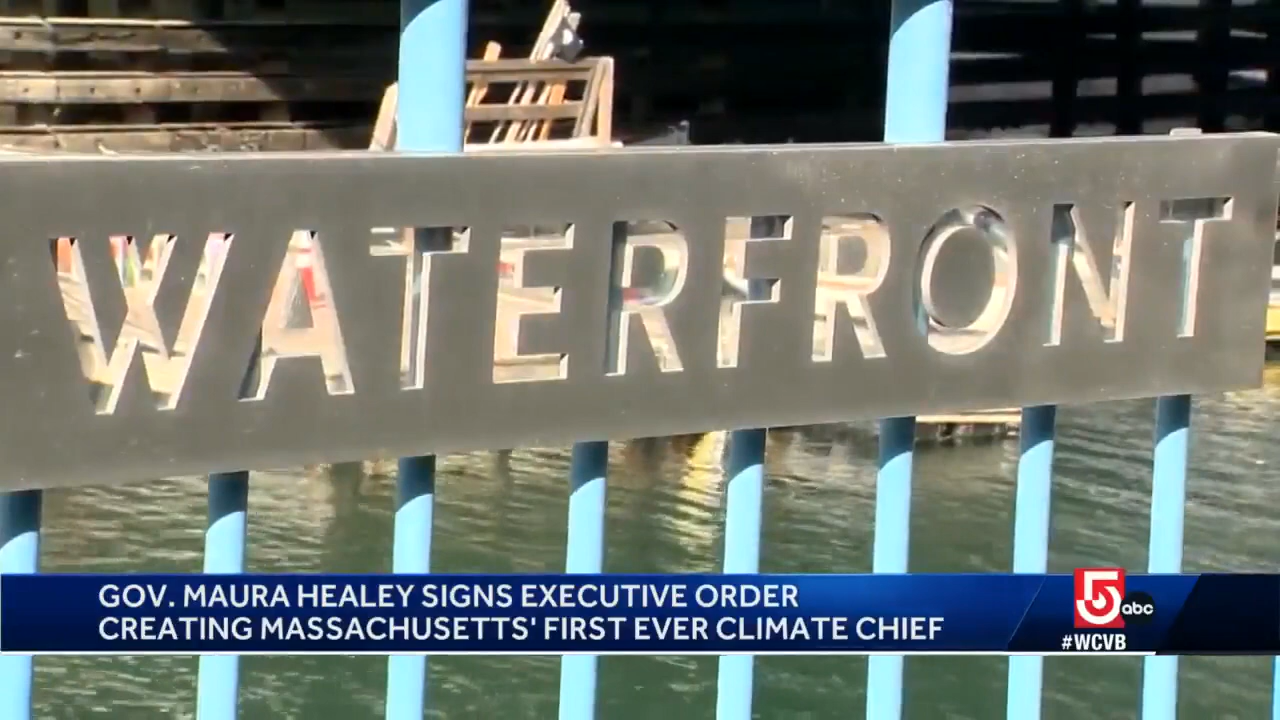 WATERFRONT
GOV. MAURA HEALEY SIGNS EXECUTIVE ORDER
CREATING MASSACHUSETTS' FIRST EVER CLIMATE CHIEF
5 abc
#WCVB